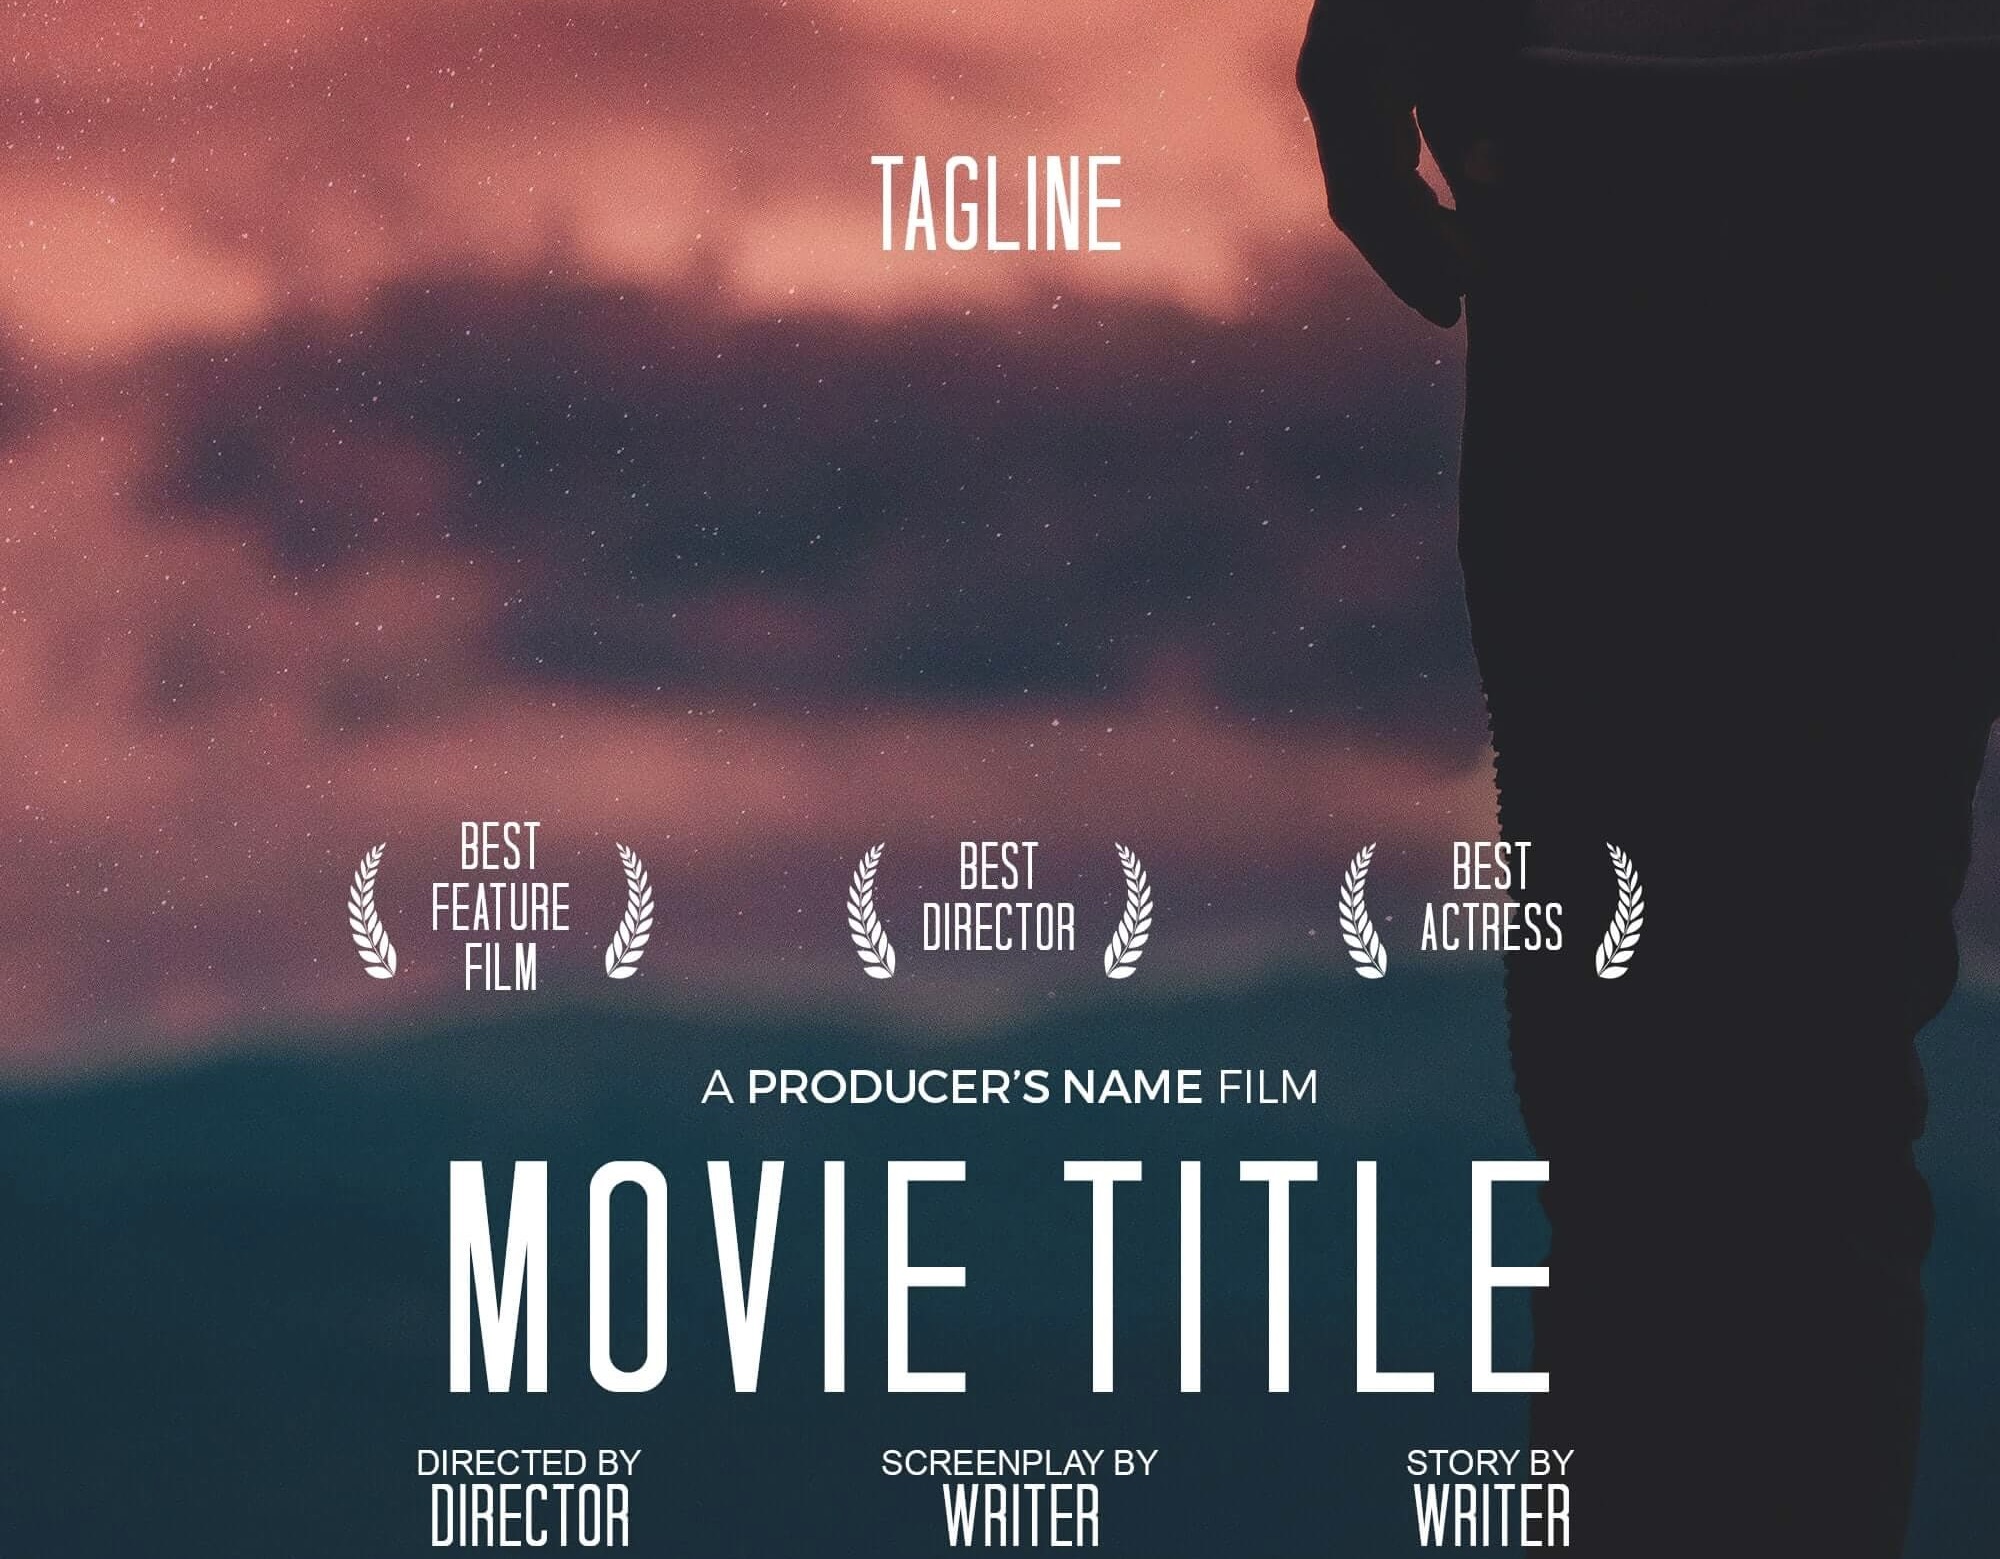 TAGLINE
BEST
FEATURE
FILM
BEST
DIRECTOR
BEST
ACTRESS
A PRODUCER’S NAME FILM
MOVIE TITLE
DIRECTED BY
DIRECTOR
SCREENPLAY BY
WRITER
STORY BY
WRITER